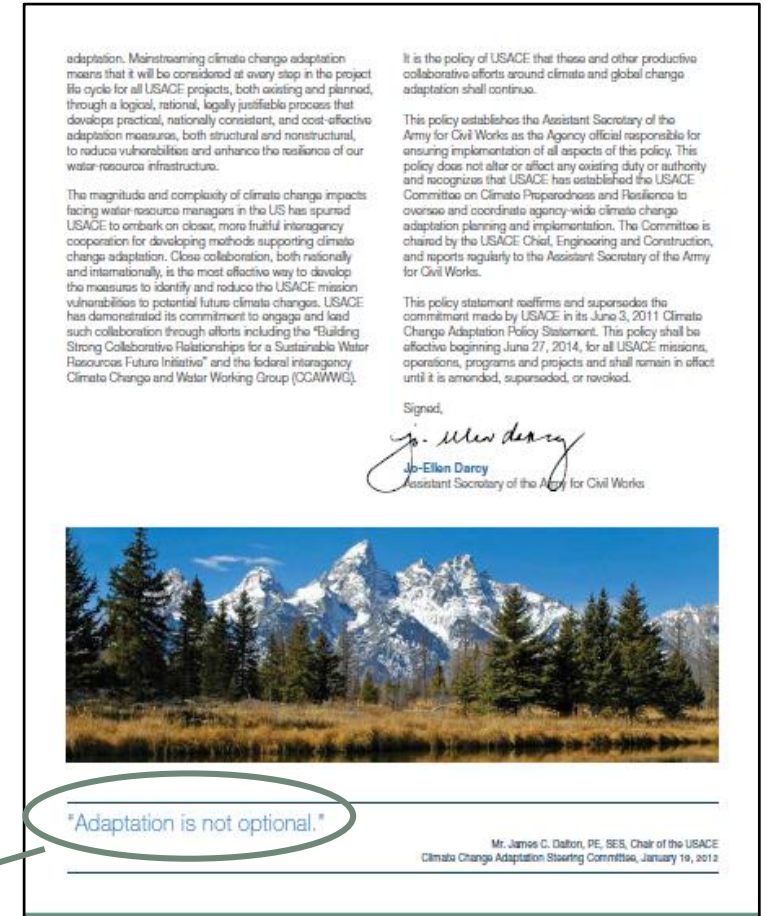 adaptation. Mainstreaming climate change adaptation
means that it will be considered at every step in the project
life cycle for all USACE projects, both existing and planned,
through a logical, rational, legally justifiable process that
develops practical, nationally consistent, and cost-effective
adaptation measures, both structural and nonstructural,
to reduce vulnerabilities and enhance the resilience of our
water-resource infrastructure.
The magnitude and complexity of climate change impacts
facing water-resource managers in the US has spurred
USACE to embark on closer, more fruitful interagency
cooperation for developing methods supporting climate
change adaptation. Close collaboration, both nationally
and internationally, is the most effective way to develop
the measures to identify and reduce the USACE mission
vulnerabilities to potential future climate changes. USACE
has demonstrated its commitment to engage and lead
such collaboration through efforts including the "Building
Strong Collaborative Relationships for a Sustainable Water
Resources Future Initiative" and the federal interagency
Climate Change and Water Working Group (CCAWWG).
It is the policy of USACE that these and other productive
collaborative efforts around climate and global change
adaptation shall continue.
This policy establishes the Assistant Secretary of the
Army for Civil Works as the Agency official responsible for
ensuring implementation of all aspects of this policy. This
policy does not alter or affect any existing duty or authority
and recognizes that USACE has established the USACE
Committee on Climate Preparedness and Resilience to
oversee and coordinate agency-wide climate change
adaptation planning and implementation. The Committee is
chaired by the USACE Chief, Engineering and Construction,
and reports regularly to the Assistant Secretary of the Army
for Civil Works.
This policy statement reaffirms and supersedes the
commitment made by USACE in its June 3, 2011 Climate
Change Adaptation Policy Statement. This policy shall be
effective beginning June 27, 2014, for all USACE missions,
operations, programs and projects and shall remain in effect
until it is amended, superseded, or revoked.
Signed,
Jo-Ellen Darcy
Jo-Ellen Darcy
Assistant Secretary of the Army for Civil Works
"Adaptation is not optional."
Mr. James C. Dalton, PE, SES, Chair of the USACE
Climate Change Adaptation Steering Committee, January 19, 2012